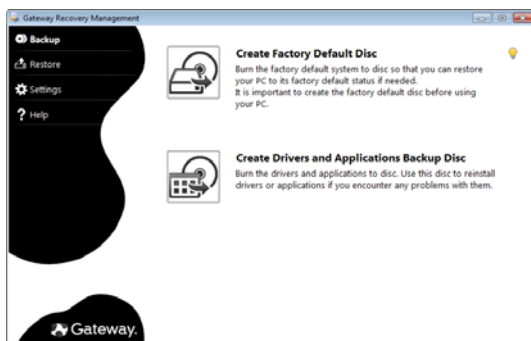 Gateway Recovery Management
Backup
Restore
Settings
Help
Create Factory Default Disc
Burn the factory default system to disc so that you can restore
your PC to its factory default status if needed.
It is important to create the factory default disc before using
your PC.
Create Drivers and Applications Backup Disc
Burn the drivers and applications to disc. Use this disc to reinstall
drivers or applications if you encounter any problems with them.
Gateway.